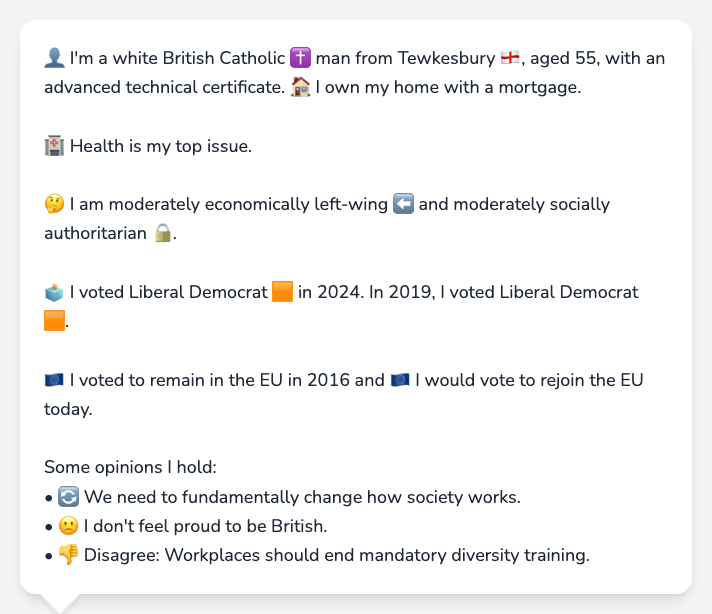 👤 I'm a white British Catholic ✝️ man from Tewkesbury 🏴󠁧󠁢󠁥󠁮󠁧󠁿, aged 55, with an
advanced technical certificate. 🏠 I own my home with a mortgage.
🏥 Health is my top issue.
🤔 I am moderately economically left-wing ⬅️ and moderately socially
authoritarian 🔒.
🗳️ I voted Liberal Democrat 🟧 in 2024. In 2019, I voted Liberal Democrat
🟧.
🇪🇺 I voted to remain in the EU in 2016 and 🇪🇺 I would vote to rejoin the EU
today.
Some opinions I hold:
• 🔄 We need to fundamentally change how society works.
• 🙁 I don't feel proud to be British.
• 👎 Disagree: Workplaces should end mandatory diversity training.